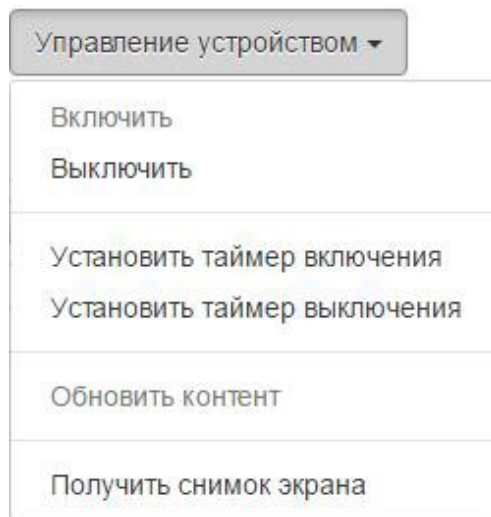 Управление устройством
Включить
Выключить
Установить таймер включения
Установить таймер выключения
Обновить контент
Получить снимок экрана